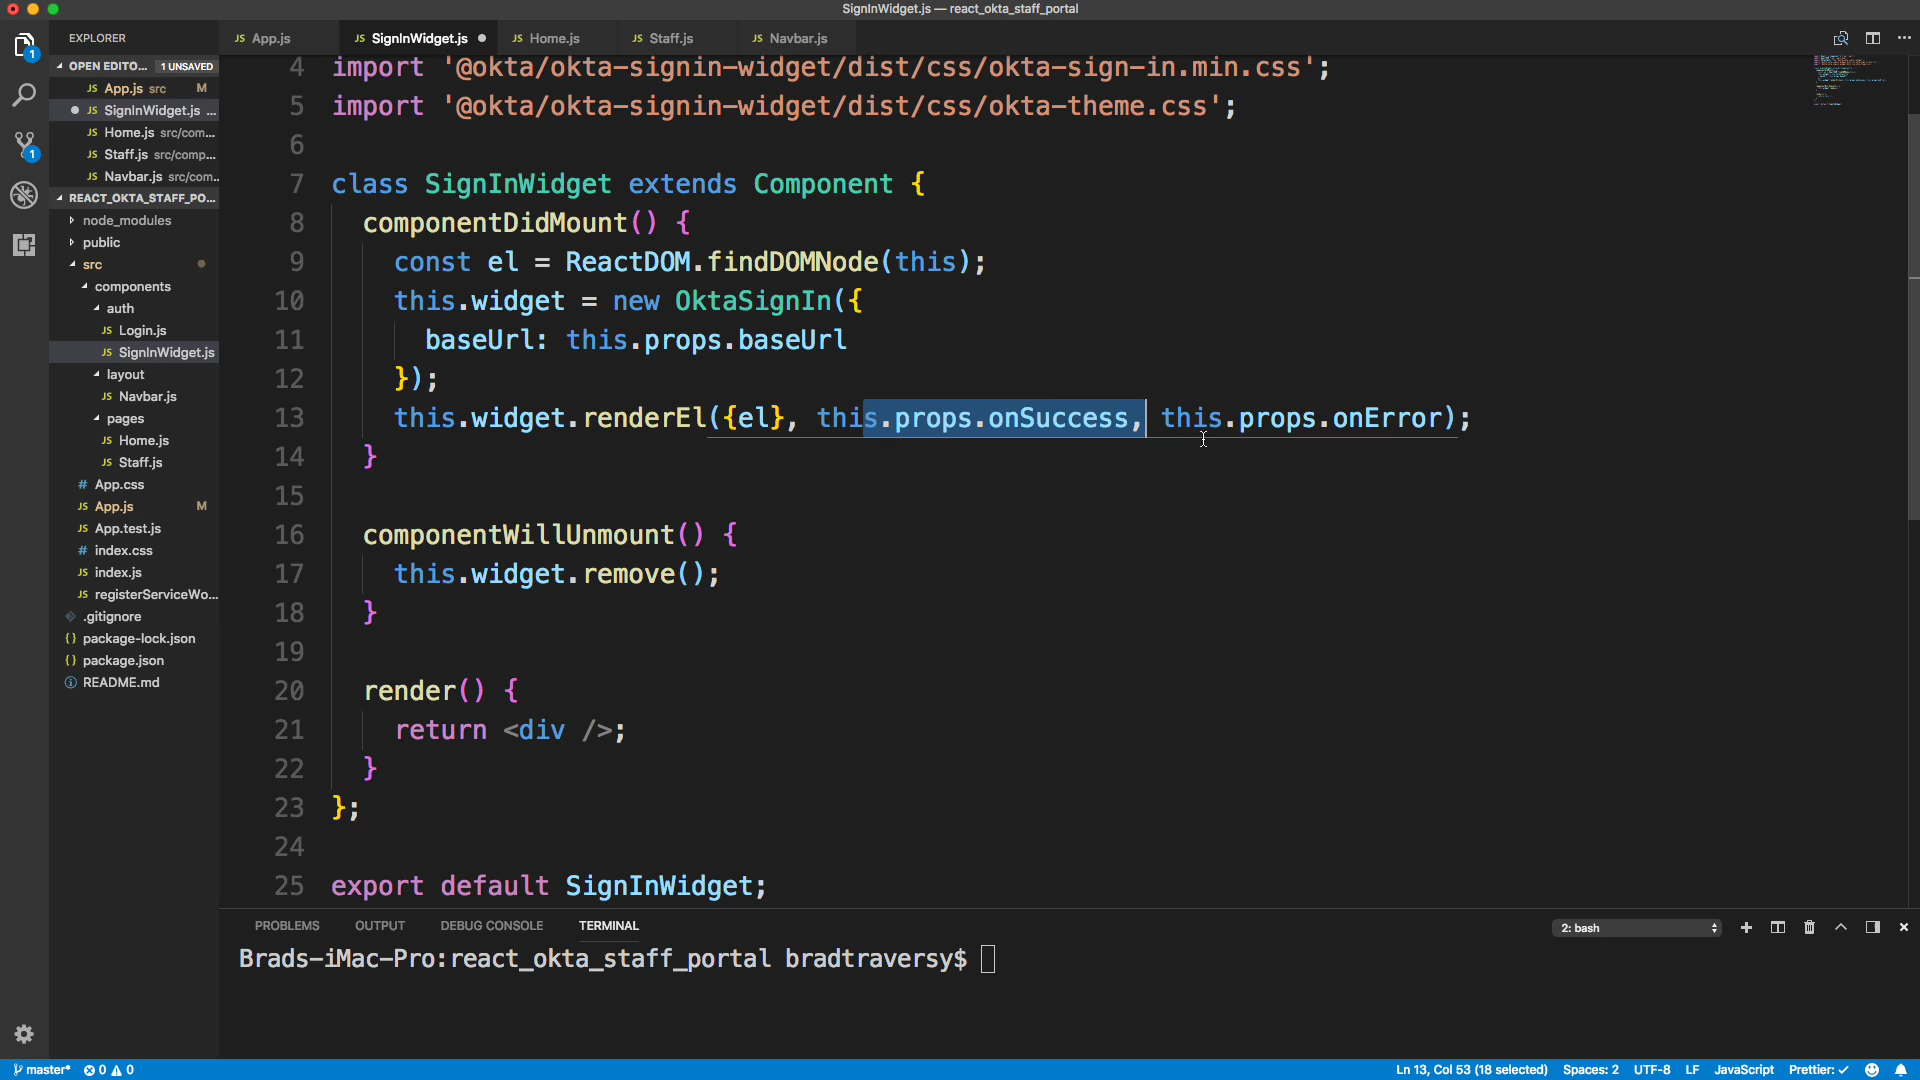 SignInWidget.js — react_okta_staff_portal
EXPLORER
JS App.js
JS SignInWidget.js
JS Home.js
JS Staff.js
JS Navbar.js
1
1
OPEN EDITO... 1 UNSAVED
JS App.js src M
JS SignInWidget.js ...
JS Home.js src/com...
JS Staff.js src/comp...
JS Navbar.js src/com...
REACT_OKTA_STAFF_PO...
node_modules
public
src
components
auth
JS Login.js
JS SignInWidget.js
layout
JS Navbar.js
pages
JS Home.js
JS Staff.js
# App.css
JS App.js M
JS App.test.js
# index.css
JS index.js
JS registerServiceWo...
.gitignore
{} package-lock.json
{} package.json
README.md
4 import '@okta/okta-signin-widget/dist/css/okta-sign-in.min.css';
5 import '@okta/okta-signin-widget/dist/css/okta-theme.css';
6
7 class SignInWidget extends Component {
8 componentDidMount() {
9 const el = ReactDOM.findDOMNode(this);
10 this.widget = new OktaSignIn({
11 baseUrl: this.props.baseUrl
12 });
13 this.widget.renderEl({el}, this.props.onSuccess, this.props.onError);
14 }
15
16 componentWillUnmount() {
17 this.widget.remove();
18 }
19
20 render() {
21 return <div />;
22 }
23 };
24
25 export default SignInWidget;
PROBLEMS OUTPUT DEBUG CONSOLE TERMINAL
2: bash
Brads-iMac-Pro:react_okta_staff_portal bradtraversy$
master* 0 0
Ln 13, Col 53 (18 selected) Spaces: 2 UTF-8 LF JavaScript Prettier: ✓